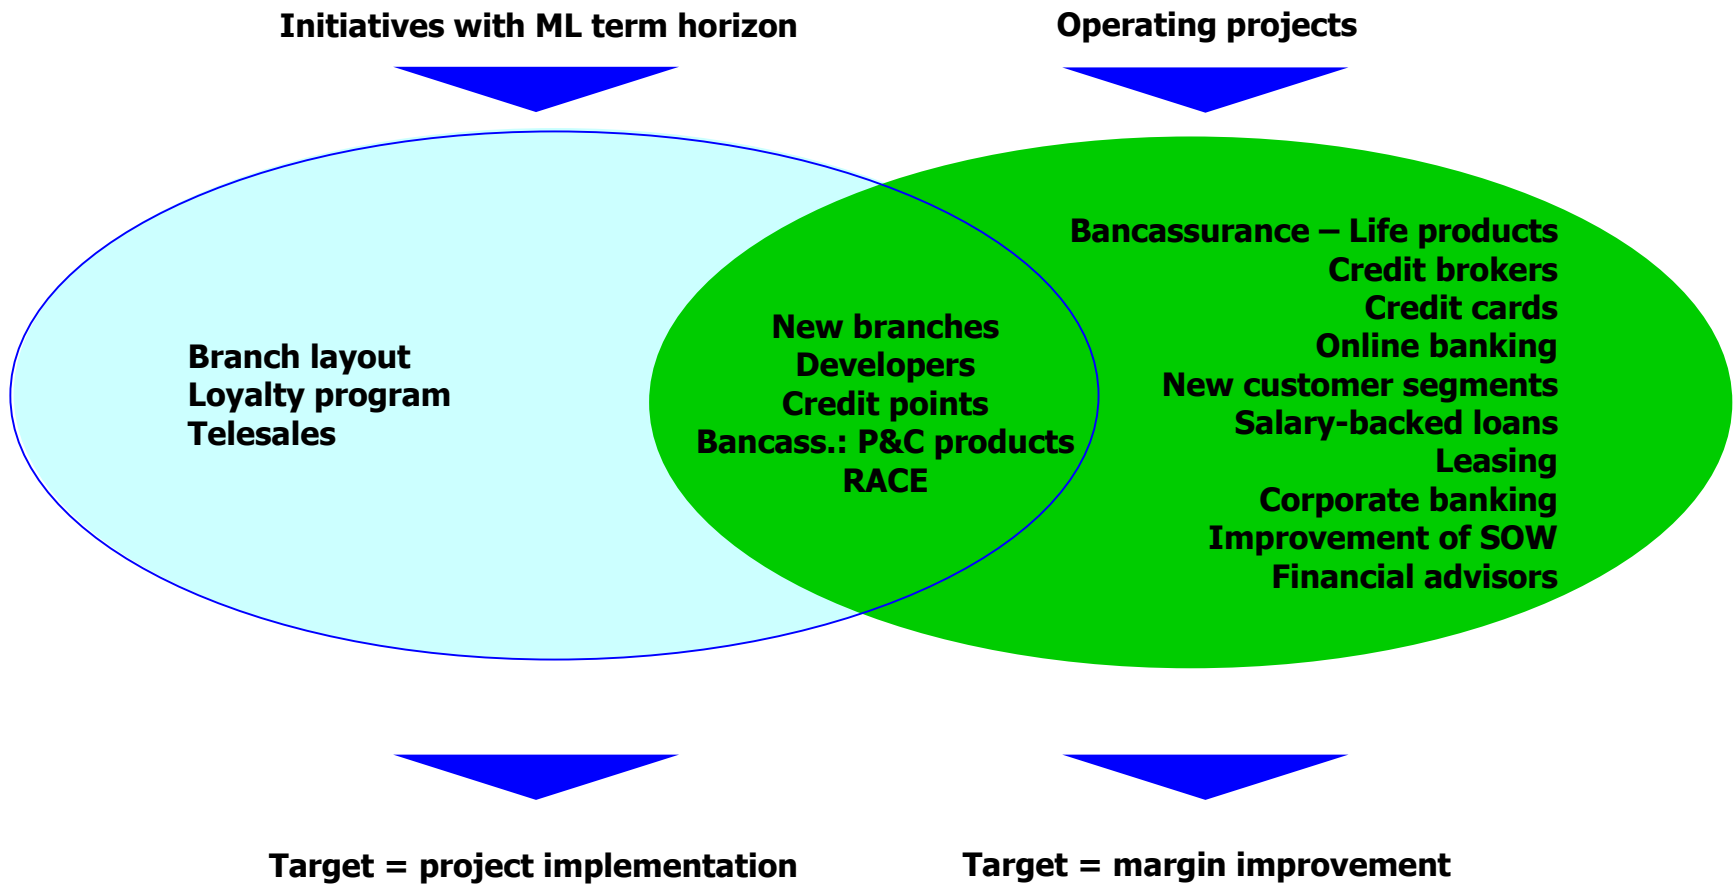 Initiatives with ML term horizon
Operating projects
Branch layout
Loyalty program
Telesales
New branches
Developers
Credit points
Bancass.: P&C products
RACE
Bancassurance – Life products
Credit brokers
Credit cards
Online banking
New customer segments
Salary-backed loans
Leasing
Corporate banking
Improvement of SOW
Financial advisors
Target = project implementation
Target = margin improvement